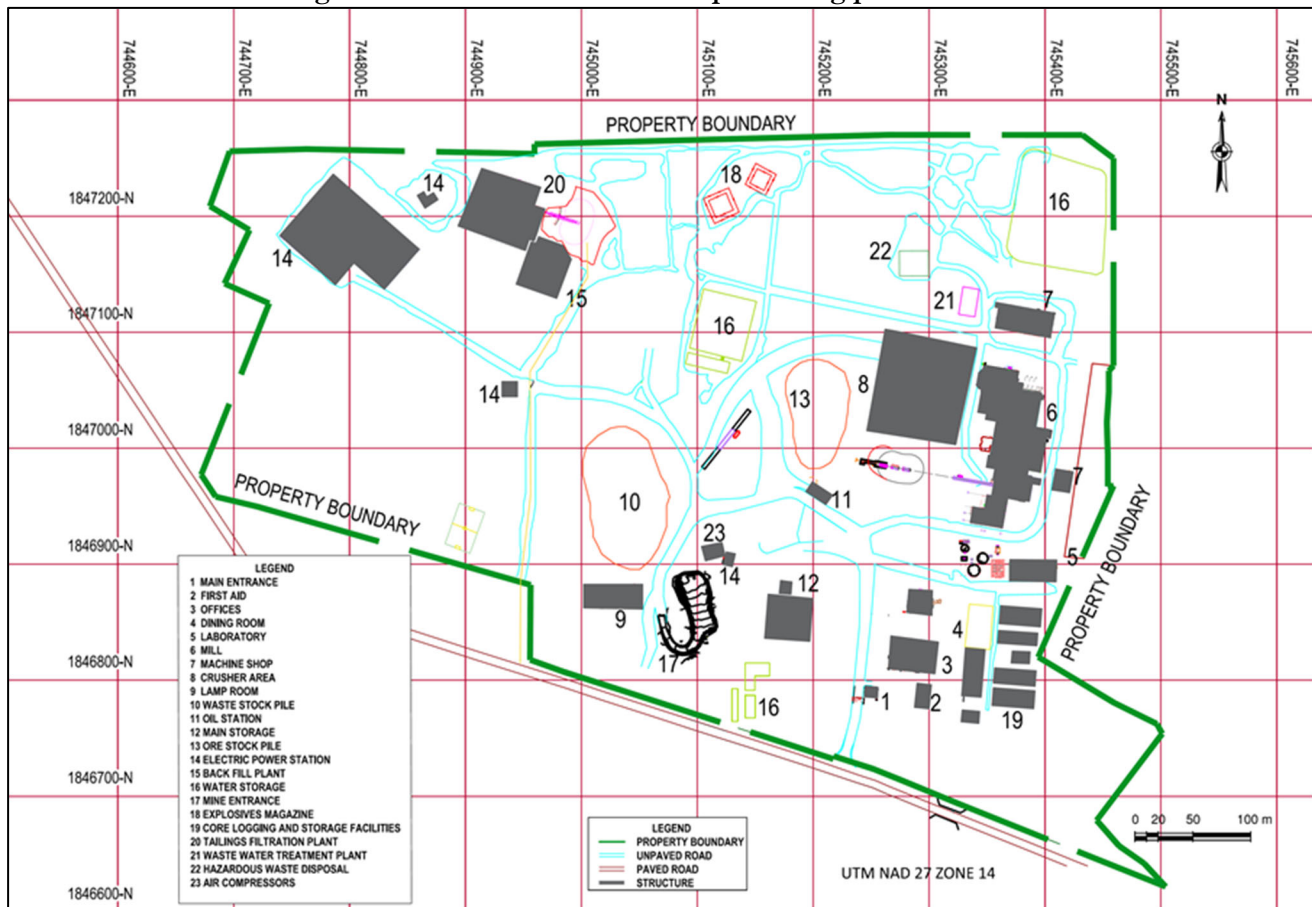 744600-E
744700-E
744800-E
744900-E
745000-E
745100-E
745200-E
745300-E
745400-E
745500-E
745600-E
N
PROPERTY BOUNDARY
1847200-N
14
20
18
16
14
22
15
21
7
1847100-N
16
14
8
13
6
1847000-N
7
PROPERTY BOUNDARY
10
11
PROPERTY BOUNDARY
1846900-N
23
14
5
12
9
4
1846800-N
17
3
16
1
2
19
1846700-N
1846600-N
LEGEND
1 MAIN ENTRANCE
2 FIRST AID
3 OFFICES
4 DINING ROOM
5 LABORATORY
6 MILL
7 MACHINE SHOP
8 CRUSHER AREA
9 LAMP ROOM
10 WASTE STOCK PILE
11 OIL STATION
12 MAIN STORAGE
13 ORE STOCK PILE
14 ELECTRIC POWER STATION
15 BACK FILL PLANT
16 WATER STORAGE
17 MINE ENTRANCE
18 EXPLOSIVES MAGAZINE
19 CORE LOGGING AND STORAGE FACILITIES
20 TAILINGS FILTRATION PLANT
21 WASTE WATER TREATMENT PLANT
22 HAZARDOUS WASTE DISPOSAL
23 AIR COMPRESSORS
LEGEND
PROPERTY BOUNDARY
UNPAVED ROAD
PAVED ROAD
STRUCTURE
0 20 50 100 m
UTM NAD 27 ZONE 14